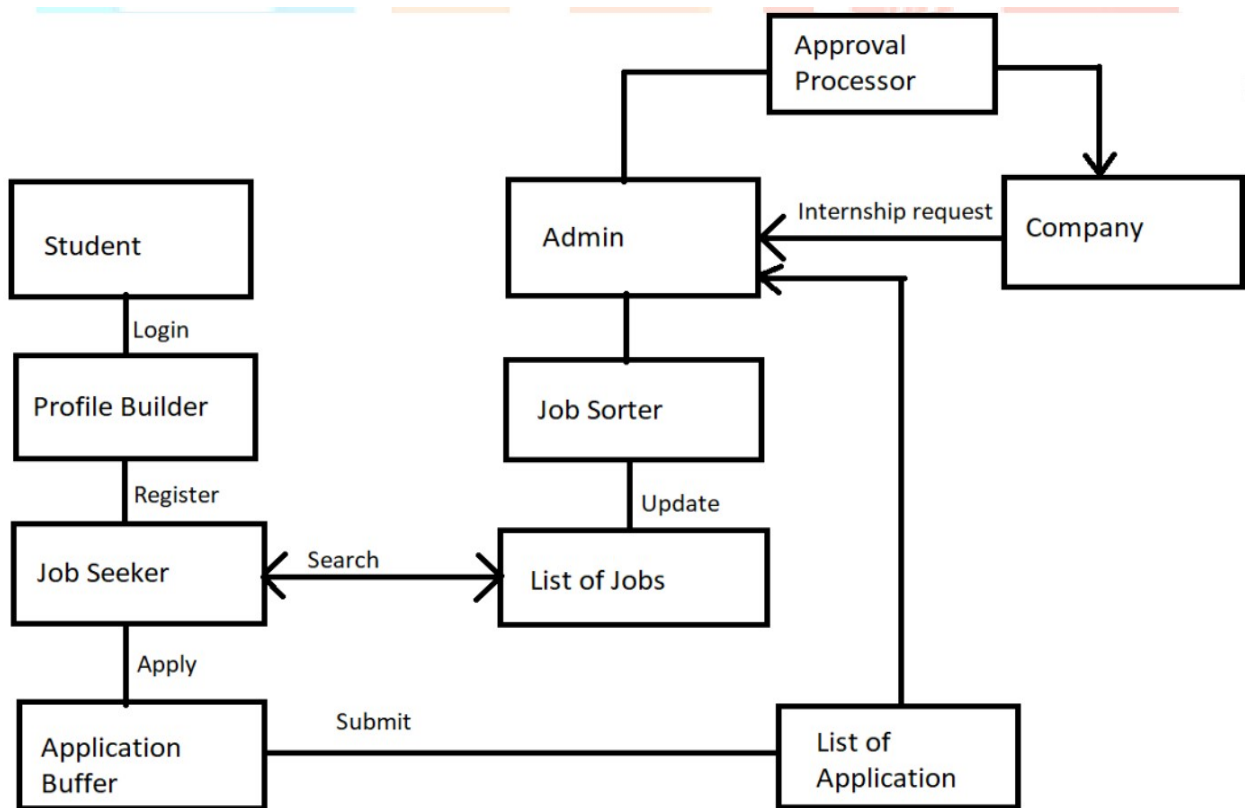 Approval
Processor
Student
Admin
Internship request
Company
Login
Profile Builder
Job Sorter
Register
Update
Job Seeker
Search
List of Jobs
Apply
Application
Buffer
Submit
List of
Application